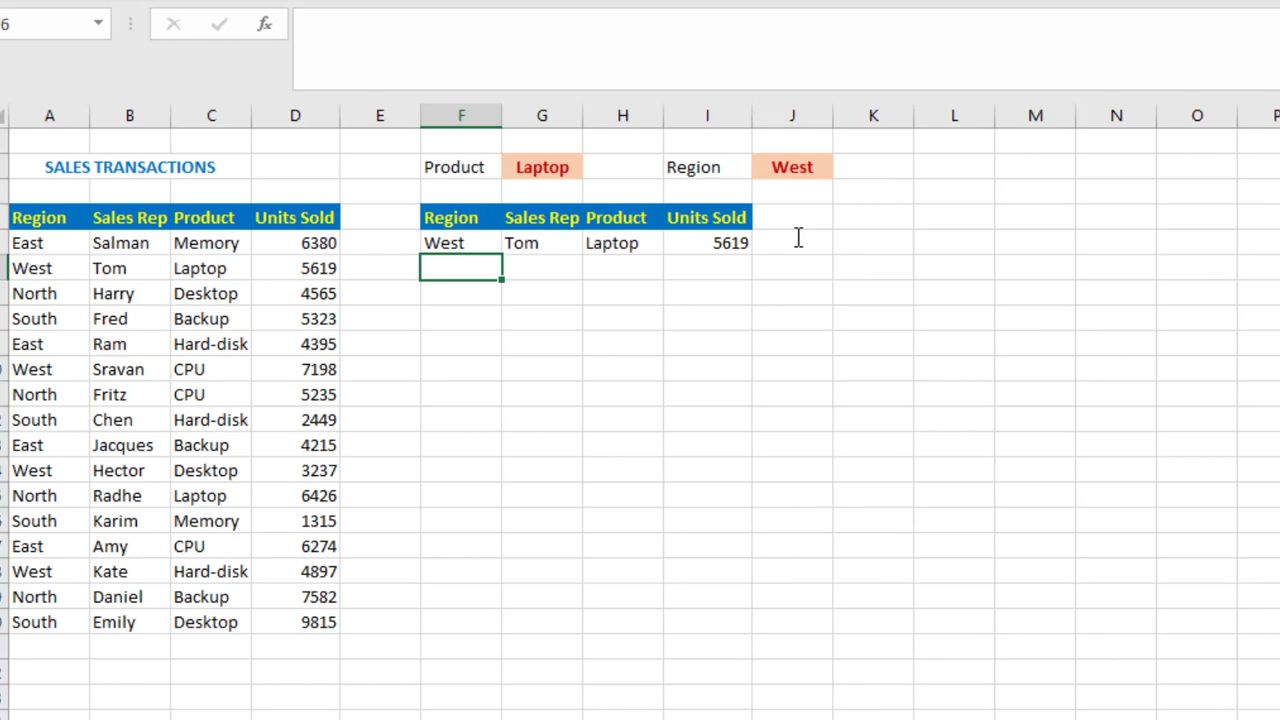 6 fx
A B C D E F G H I J K L M N O P
SALES TRANSACTIONS Product Laptop Region West
Region Sales Rep Product Units Sold Region Sales Rep Product Units Sold
East Salman Memory 6380 West Tom Laptop 5619
West Tom Laptop 5619
North Harry Desktop 4565
South Fred Backup 5323
East Ram Hard-disk 4395
West Sravan CPU 7198
North Fritz CPU 5235
South Chen Hard-disk 2449
East Jacques Backup 4215
West Hector Desktop 3237
North Radhe Laptop 6426
South Karim Memory 1315
East Amy CPU 6274
West Kate Hard-disk 4897
North Daniel Backup 7582
South Emily Desktop 9815